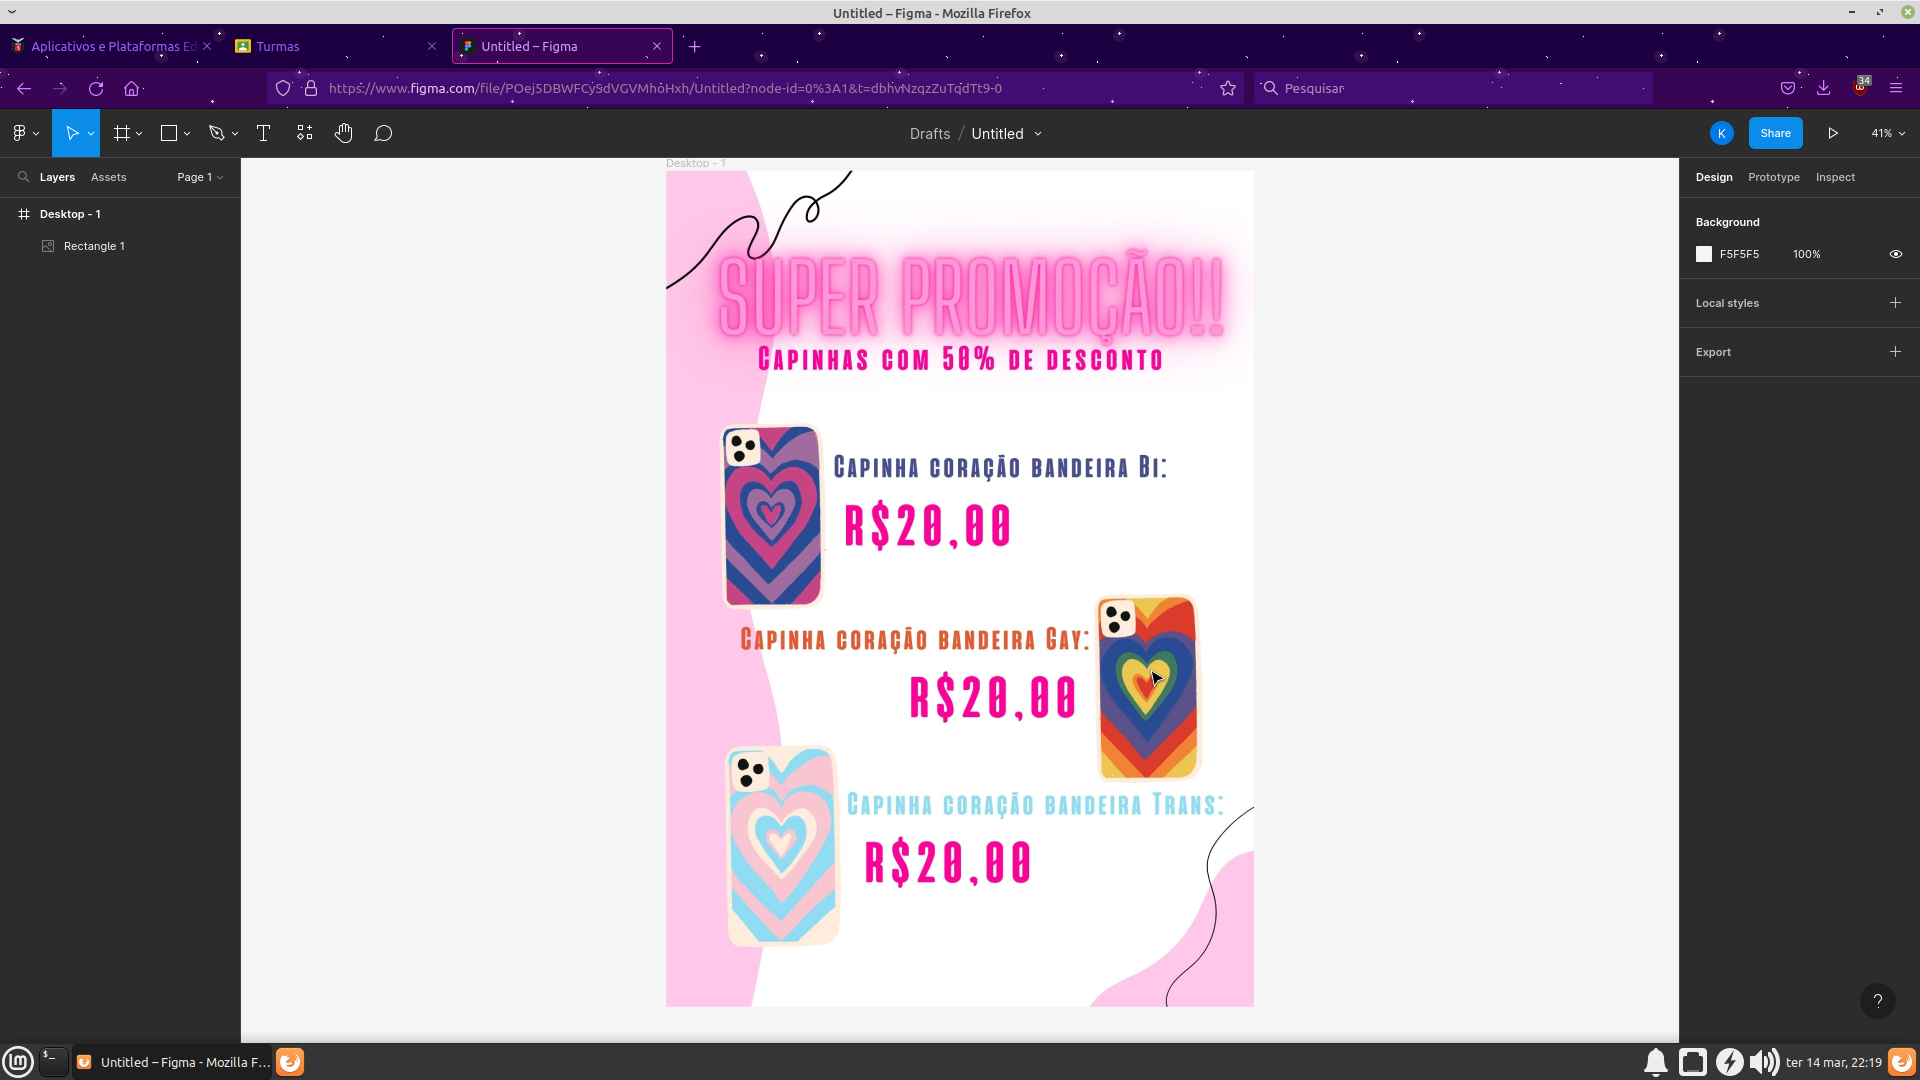 Untitled – Figma - Mozilla Firefox
Aplicativos e Plataformas Ed
Turmas
Untitled – Figma
https://www.figma.com/file/POej5DBWFCySdVGVMhoHxh/Untitled?node-id=0%3A1&t=dbhvNzqzZuTqdTt9-0
Pesquisar
34
Drafts / Untitled
K
Share
41%
Layers
Assets
Page 1
Desktop - 1
Rectangle 1
Desktop - 1
SUPER PROMOÇÃO!!
CAPINHAS COM 50% DE DESCONTO
CAPINHA CORAÇÃO BANDEIRA BI:
R$20,00
CAPINHA CORAÇÃO BANDEIRA GAY:
R$20,00
CAPINHA CORAÇÃO BANDEIRA TRANS:
R$20,00
Design
Prototype
Inspect
Background
F5F5F5
100%
Local styles
Export
?
Untitled – Figma - Mozilla F...
ter 14 mar, 22:19